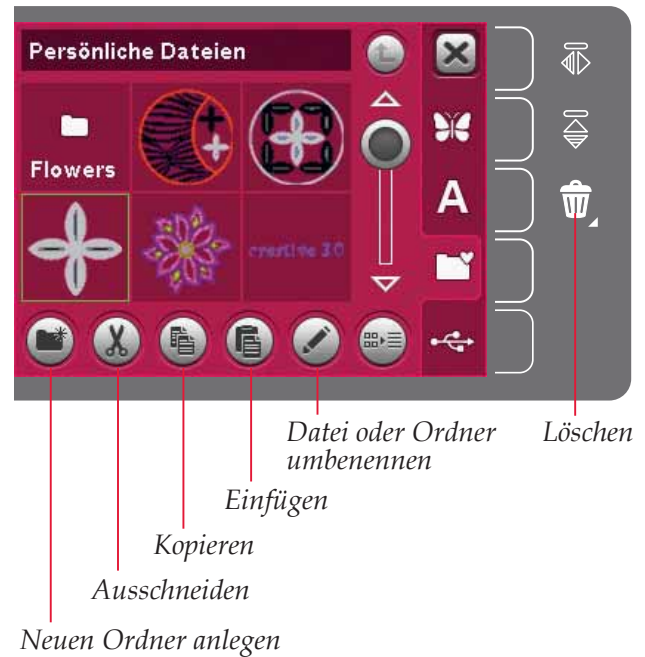 Persönliche Dateien
Flowers
A
creative 3.0
Datei oder Ordner
umbenennen
Löschen
Einfügen
Kopieren
Ausschneiden
Neuen Ordner anlegen